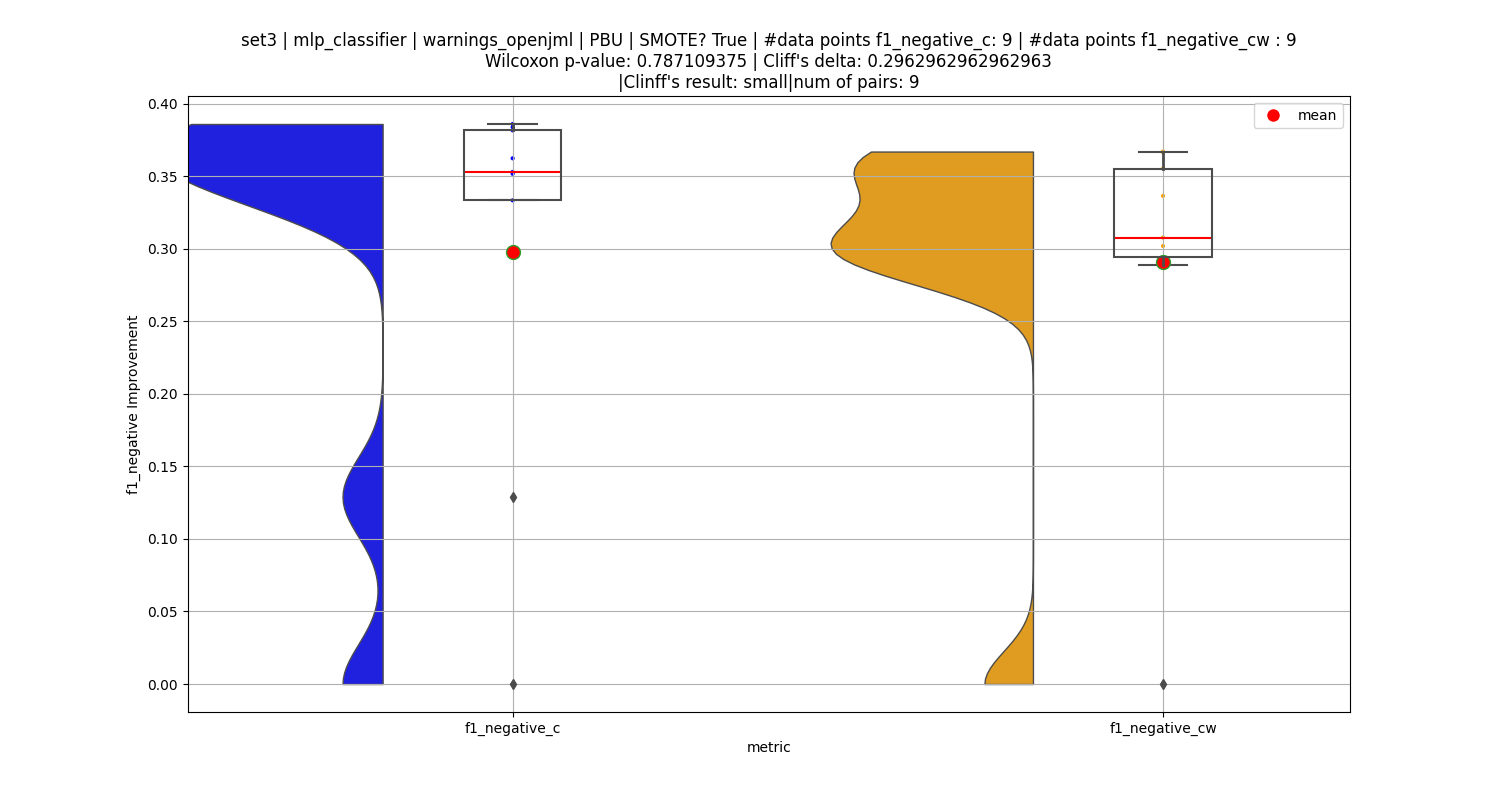 set3 | mlp_classifier | warnings_openjml | PBU | SMOTE? True | #data points f1_negative_c: 9 | #data points f1_negative_cw : 9
Wilcoxon p-value: 0.787109375 | Cliff's delta: 0.2962962962962963
|Clinff's result: small|num of pairs: 9
mean
0.40
0.35
0.30
0.25
0.20
0.15
0.10
0.05
0.00
f1_negative Improvement
f1_negative_c
f1_negative_cw
metric